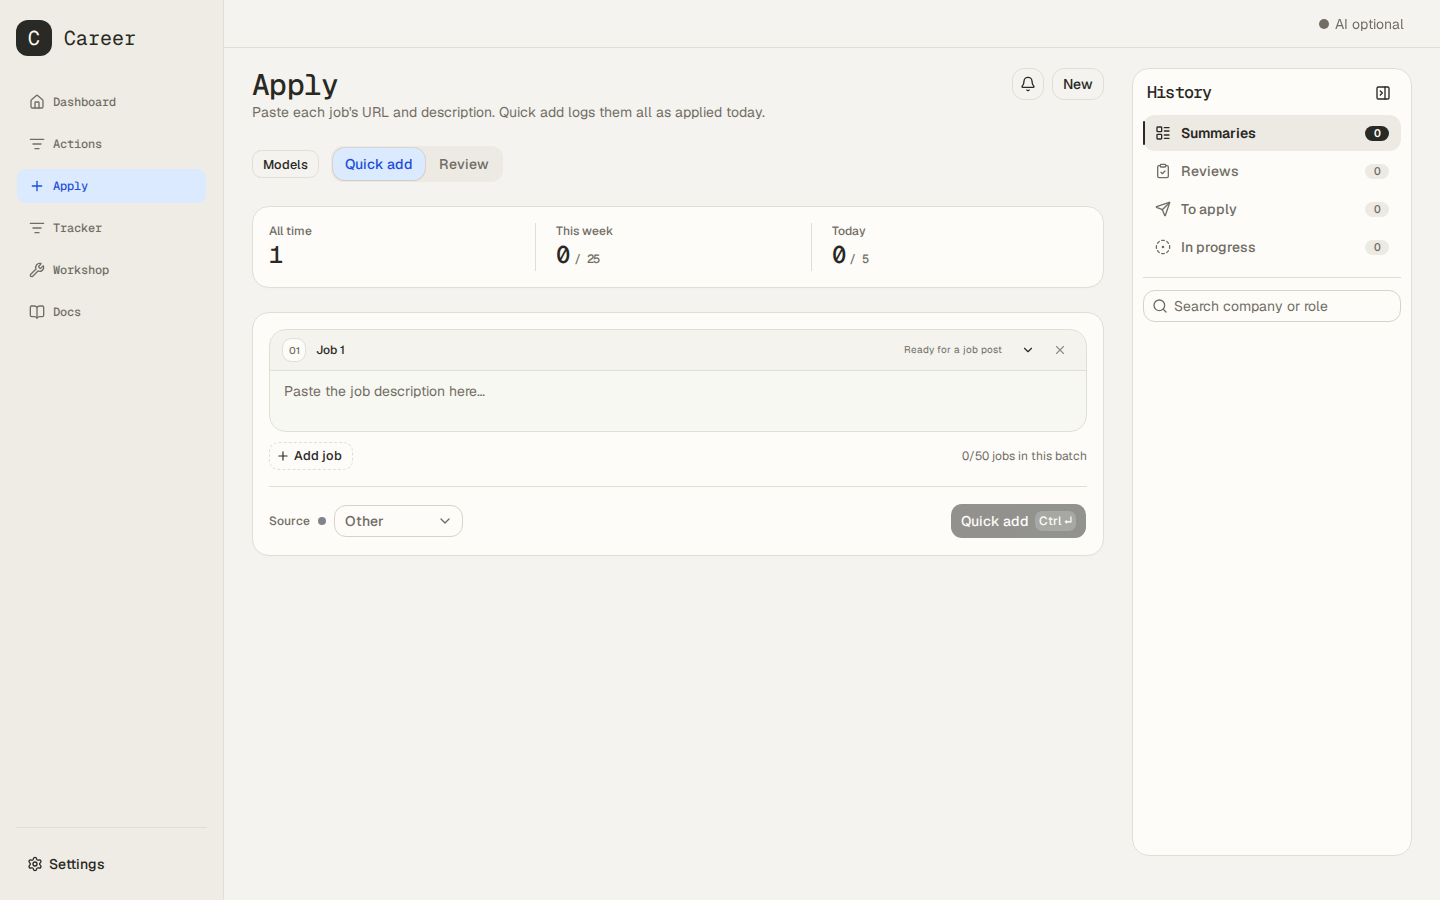 C Career
Dashboard
Actions
Apply
Tracker
Workshop
Docs
Settings
AI optional
Apply
Paste each job's URL and description. Quick add logs them all as applied today.
New
Models
Quick add
Review
All time
1
This week
0 / 25
Today
0 / 5
01 Job 1
Ready for a job post
Paste the job description here...
Add job
0/50 jobs in this batch
Source
Other
Quick add Ctrl ↵
History
Summaries 0
Reviews 0
To apply 0
In progress 0
Search company or role